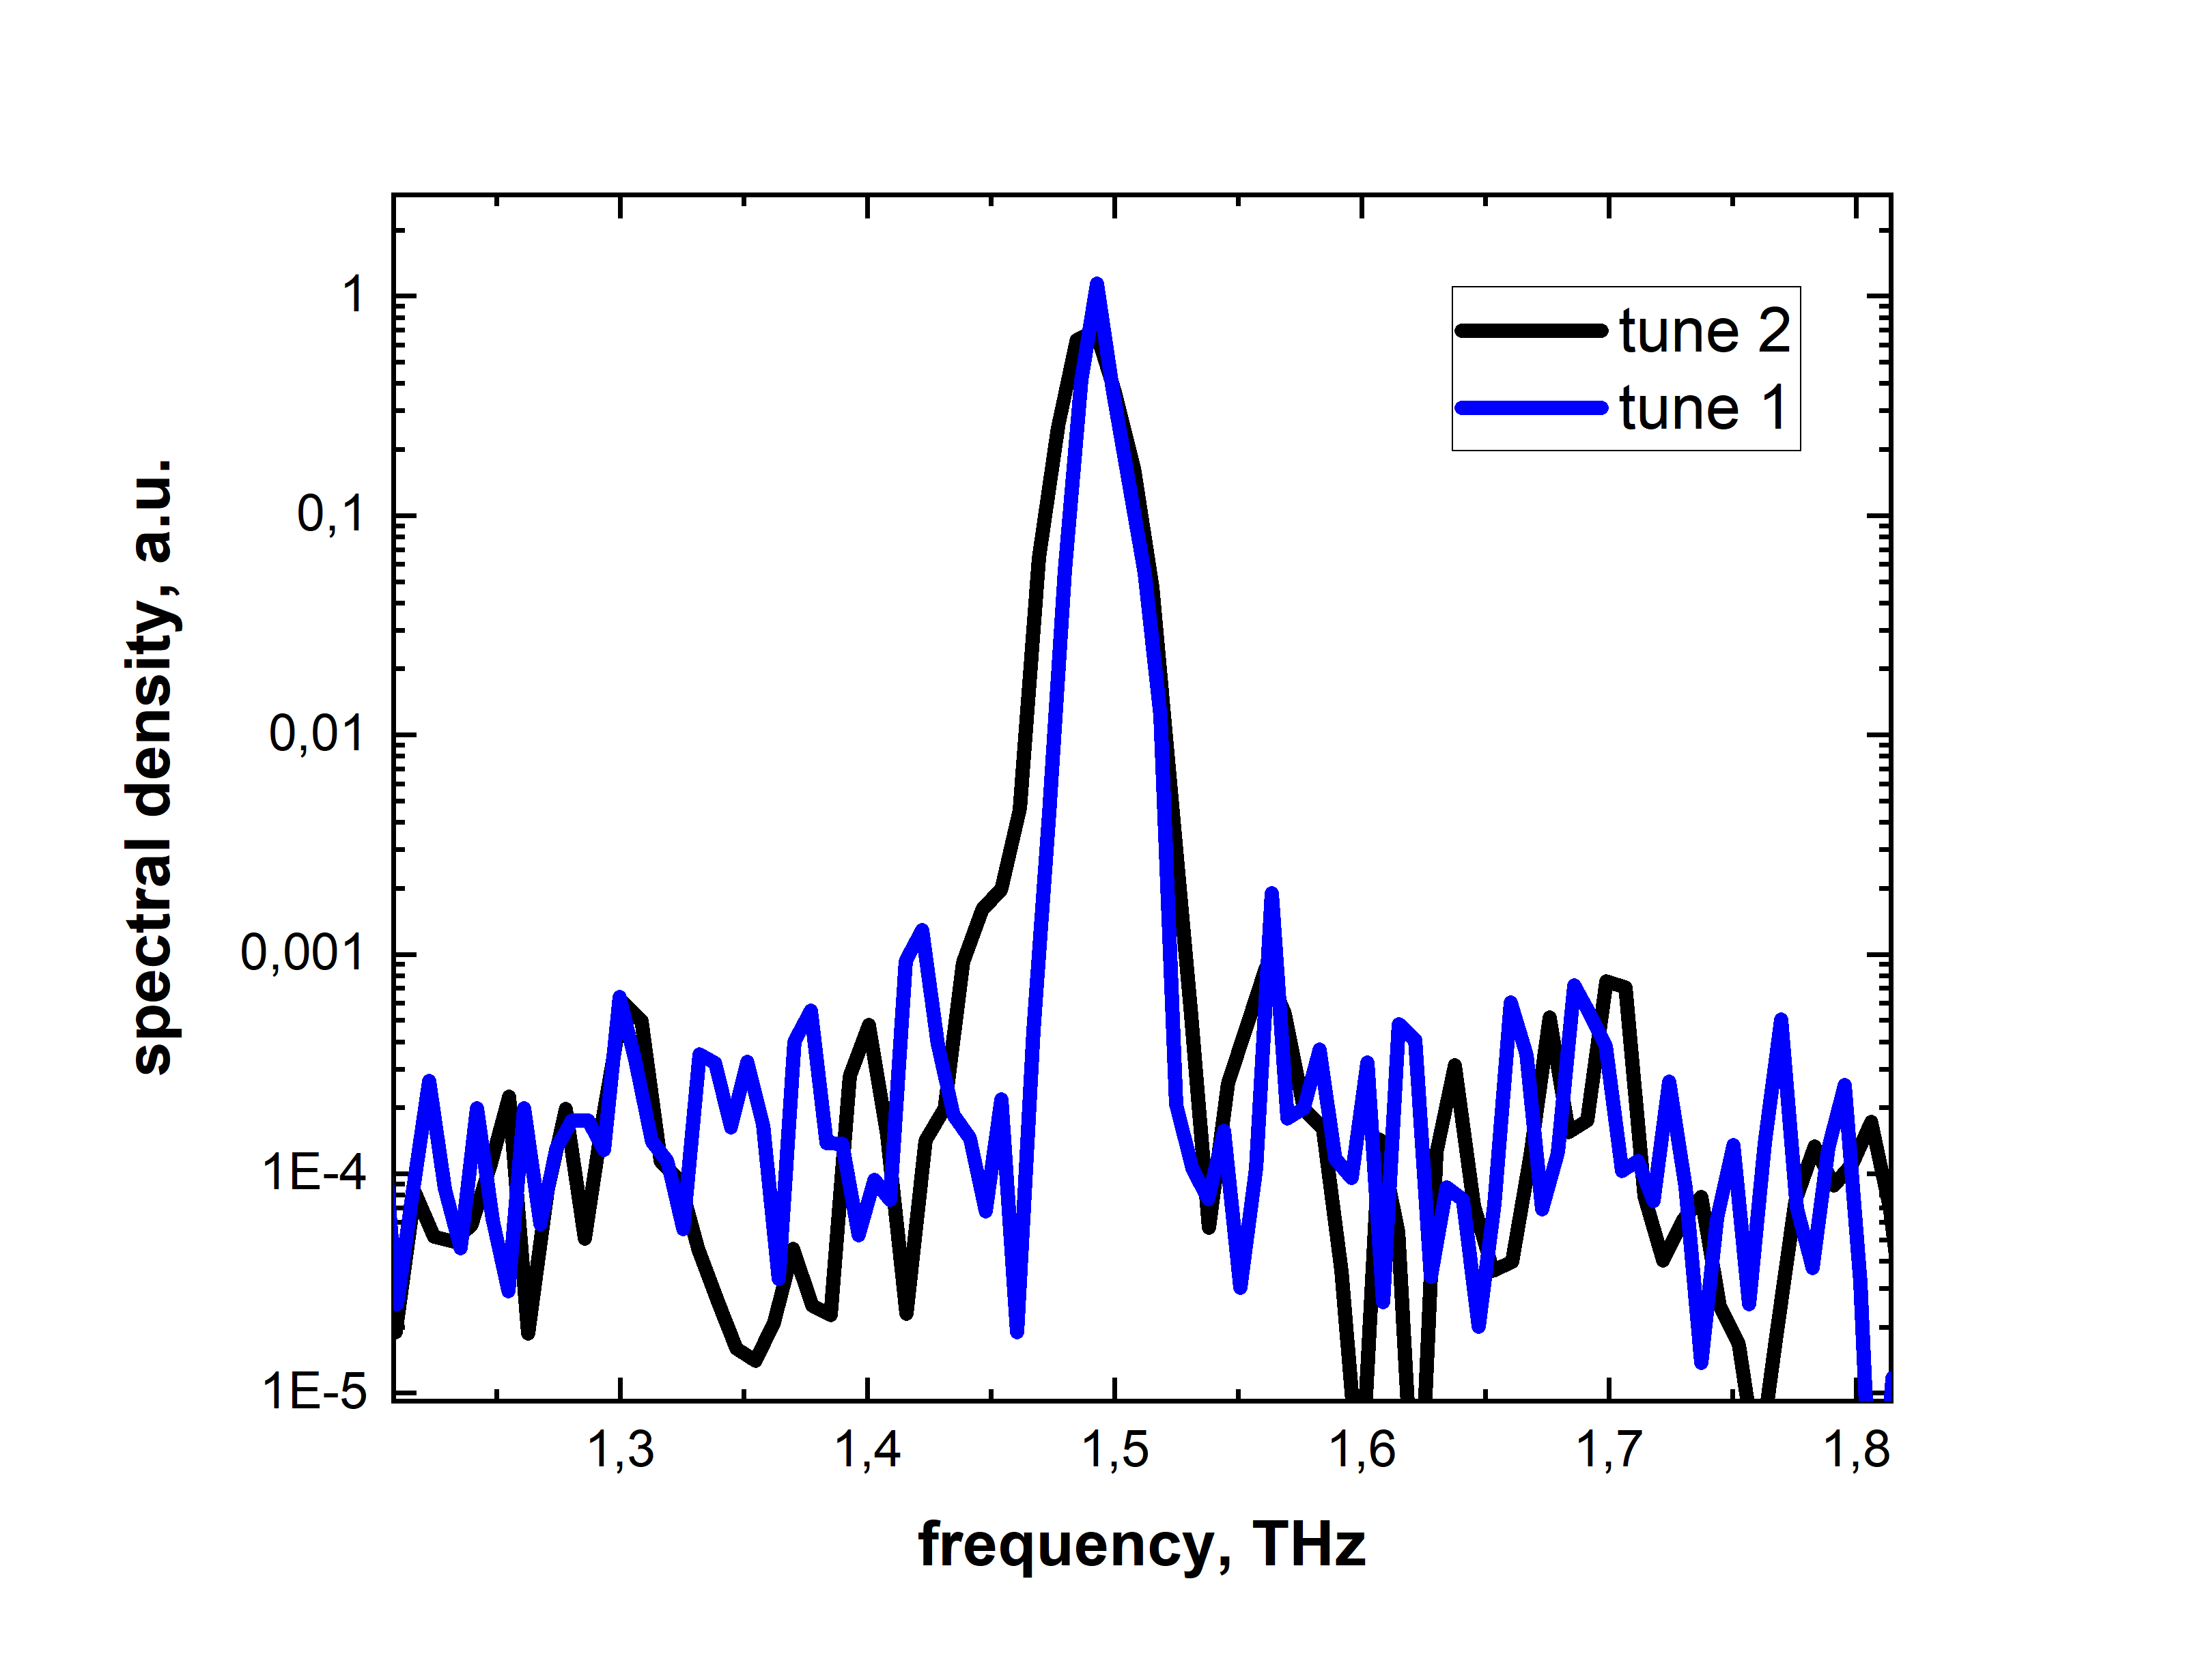 spectral density, a.u.
1
0,1
0,01
0,001
1E-4
1E-5
tune 2
tune 1
1,3 1,4 1,5 1,6 1,7 1,8
frequency, THz